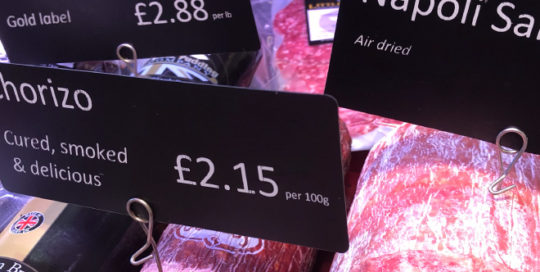 Gold label
£2.88 per lb
Napoli Sa
Air dried
horizo
Cured, smoked
& delicious
£2.15 per 100g